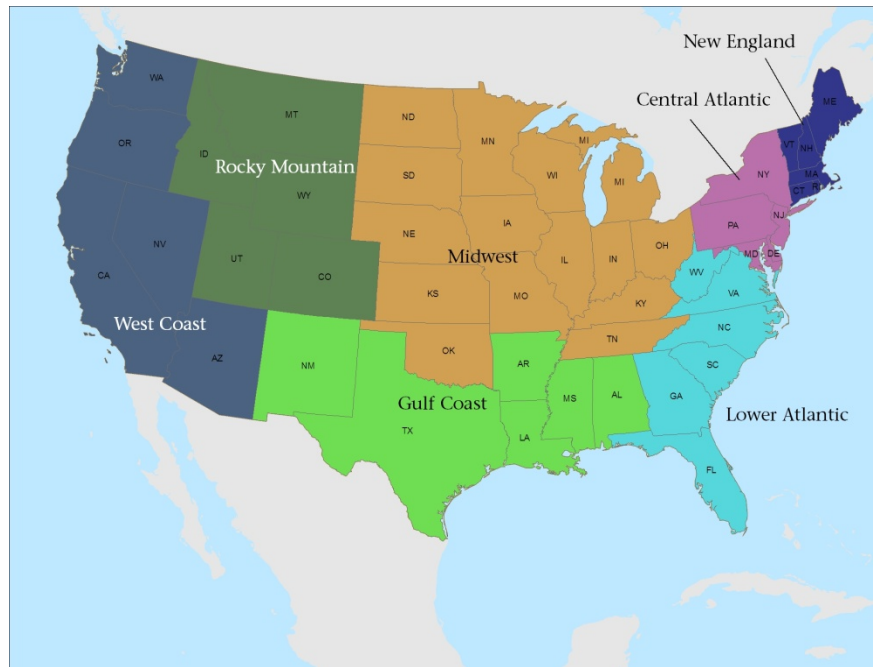 New England
Central Atlantic
WA
MT
ND
MN
ME
OR
ID
MI
VT
NH
Rocky Mountain
SD
WI
MI
NY
MA
CT
RI
WY
IA
PA
NJ
NV
NE
Midwest
OH
MD
DE
UT
CO
IL
IN
WV
CA
KS
MO
KY
VA
West Coast
AZ
NM
OK
TN
NC
AR
SC
Gulf Coast
MS
AL
GA
Lower Atlantic
TX
LA
FL